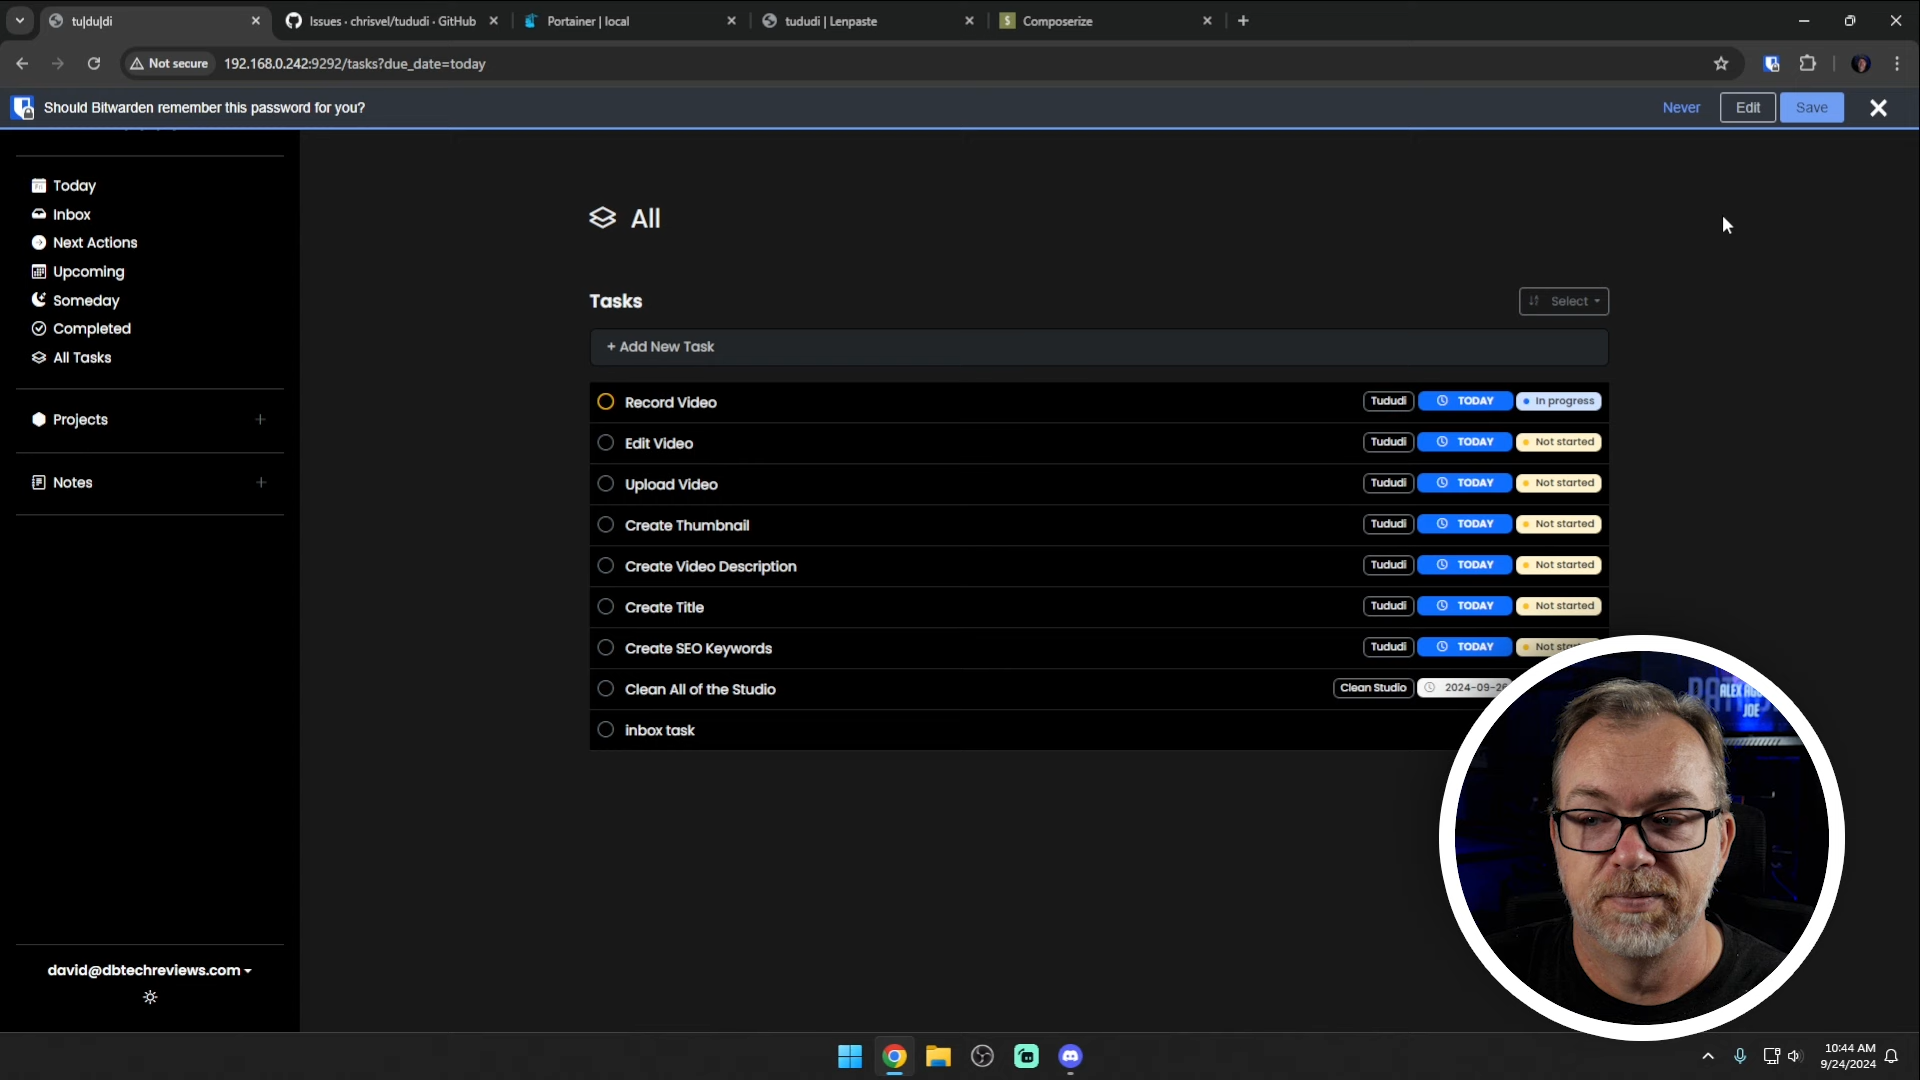 tu|du|di
Issues · chrisvel/tududi · GitHub
Portainer | local
tududi | Lenpaste
Composerize
Not secure
192.168.0.242:9292/tasks?due_date=today
Should Bitwarden remember this password for you?
Never
Edit
Save
Today
Inbox
Next Actions
Upcoming
Someday
Completed
All Tasks
Projects
Notes
david@dbtechreviews.com
All
Tasks
Select
+ Add New Task
Record Video Tududi TODAY In progress
Edit Video Tududi TODAY Not started
Upload Video Tududi TODAY Not started
Create Thumbnail Tududi TODAY Not started
Create Video Description Tududi TODAY Not started
Create Title Tududi TODAY Not started
Create SEO Keywords Tududi TODAY Not
Clean All of the Studio Clean Studio 2024-09-26
inbox task
JOE
10:44 AM
9/24/2024